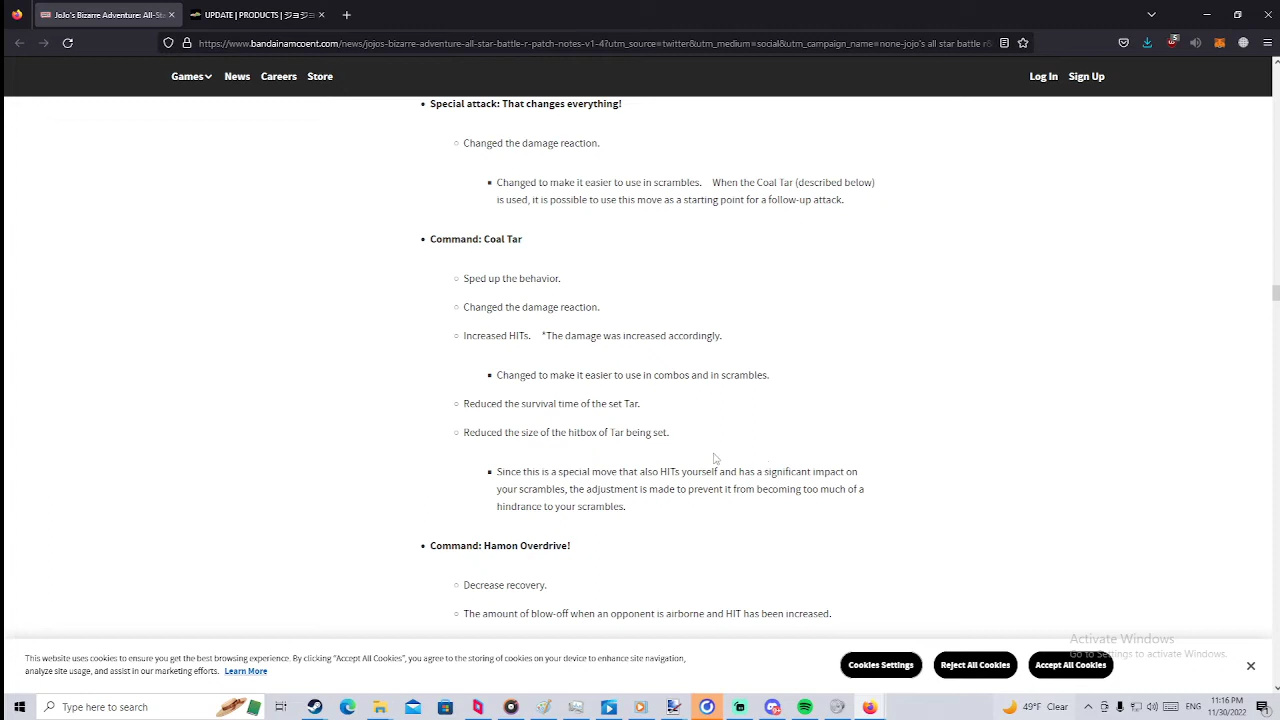 JoJo's Bizarre Adventure: All-Sta
UPDATE | PRODUCTS | ジョジ
https://www.bandainamcoent.com/news/jojos-bizarre-adventure-all-star-battle-r-patch-notes-v1-4?utm_source=twitter&utm_medium=social&utm_campaign_name=none-jojo's all star battle r&
Games
News
Careers
Store
Log In
Sign Up
• Special attack: That changes everything!
Changed the damage reaction.
Changed to make it easier to use in scrambles. When the Coal Tar (described below)
is used, it is possible to use this move as a starting point for a follow-up attack.
• Command: Coal Tar
Sped up the behavior.
Changed the damage reaction.
Increased HITs. *The damage was increased accordingly.
Changed to make it easier to use in combos and in scrambles.
Reduced the survival time of the set Tar.
Reduced the size of the hitbox of Tar being set.
Since this is a special move that also HITs yourself and has a significant impact on
your scrambles, the adjustment is made to prevent it from becoming too much of a
hindrance to your scrambles.
• Command: Hamon Overdrive!
Decrease recovery.
The amount of blow-off when an opponent is airborne and HIT has been increased.
Activate Windows
Go to Settings to activate Windows.
This website uses cookies to ensure you get the best browsing experience. By clicking "Accept All Cookies", you agree to the storing of cookies on your device to enhance site navigation,
analyze site usage, and assist in our marketing efforts. Learn More
Cookies Settings
Reject All Cookies
Accept All Cookies
Type here to search
49°F Clear
ENG
11:16 PM
11/30/2022